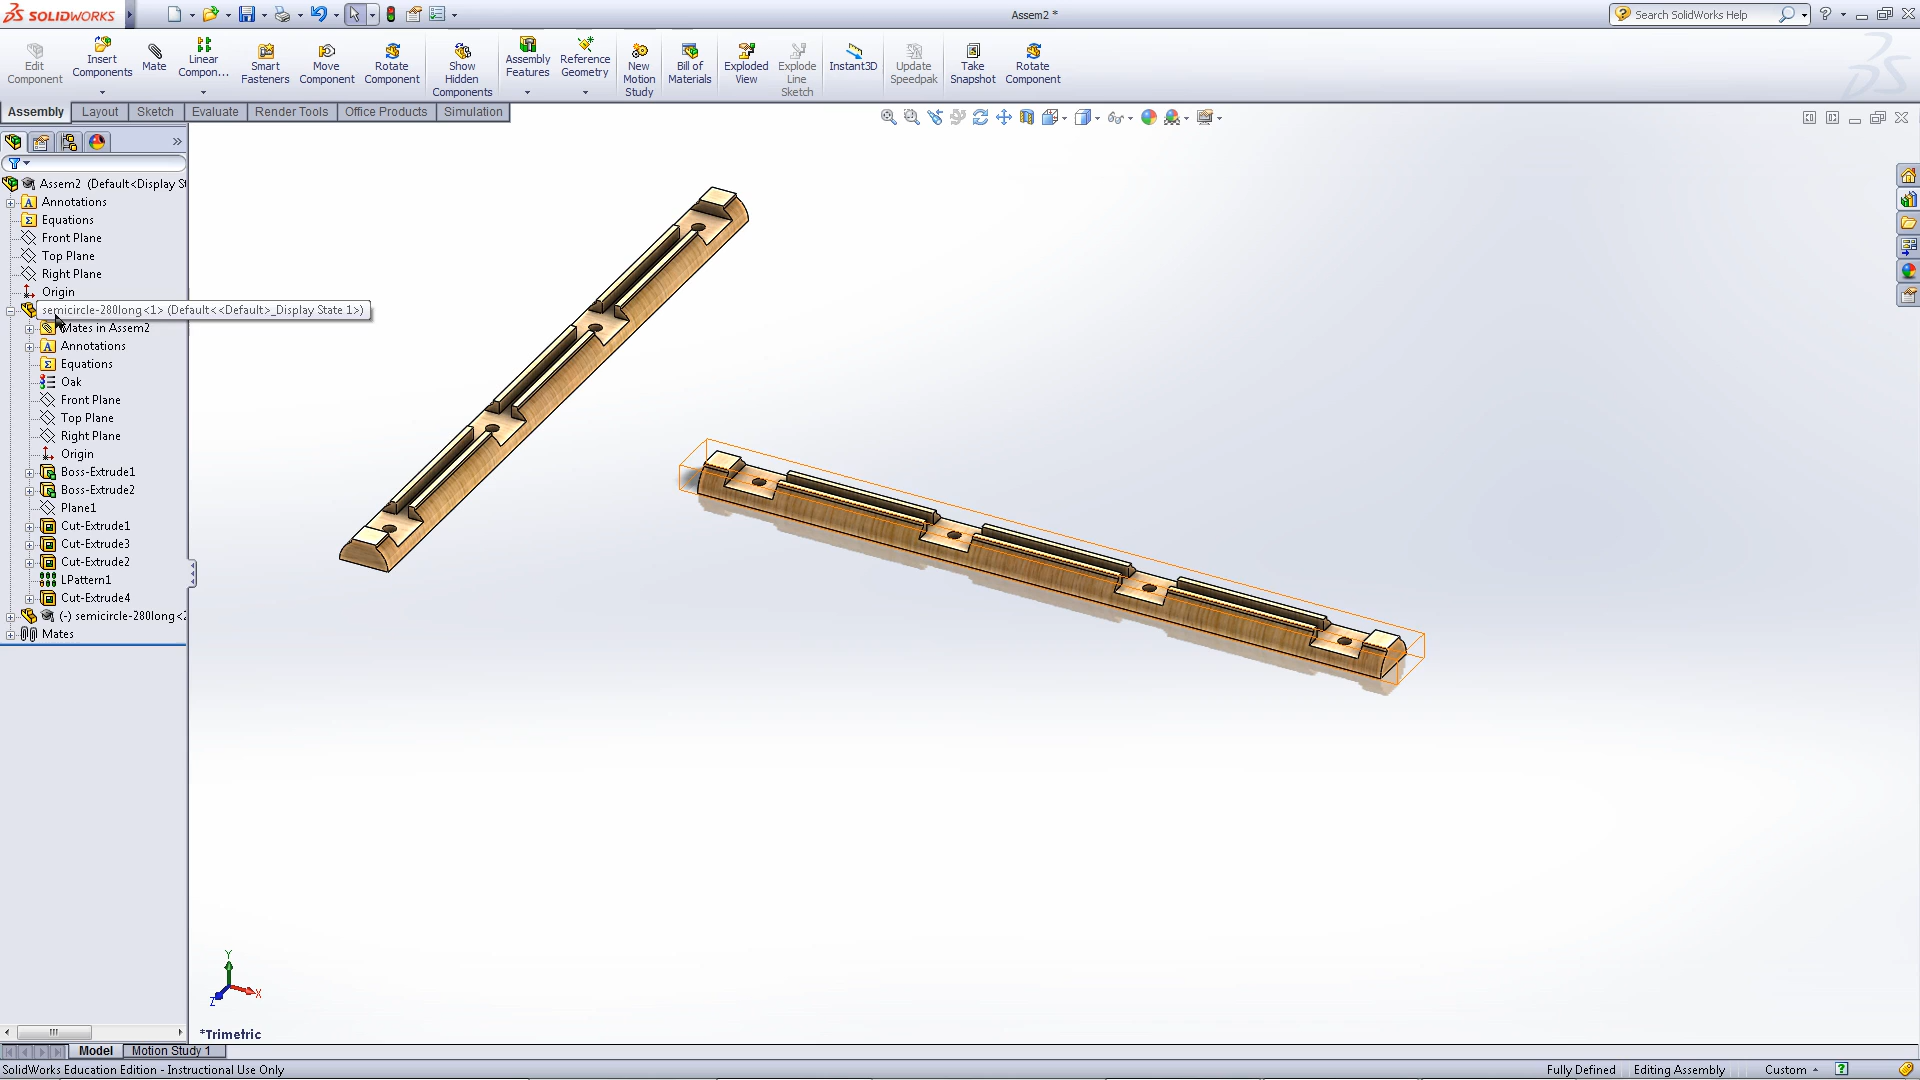 SOLIDWORKS
Assem2 *
Search SolidWorks Help
Edit Component
Insert Components
Mate
Linear Compon...
Smart Fasteners
Move Component
Rotate Component
Show Hidden Components
Assembly Features
Reference Geometry
New Motion Study
Bill of Materials
Exploded View
Explode Line Sketch
Instant3D
Update Speedpak
Take Snapshot
Rotate Component
Assembly
Layout
Sketch
Evaluate
Render Tools
Office Products
Simulation
Assem2 (Default<Display St
Annotations
Equations
Front Plane
Top Plane
Right Plane
Origin
semicircle-280long<1> (Default<<Default>_Display State 1>)
Mates in Assem2
Annotations
Equations
Oak
Front Plane
Top Plane
Right Plane
Origin
Boss-Extrude1
Boss-Extrude2
Plane1
Cut-Extrude1
Cut-Extrude3
Cut-Extrude2
LPattern1
Cut-Extrude4
(-) semicircle-280long<2
Mates
Y
X
Z
*Trimetric
Model
Motion Study 1
SolidWorks Education Edition - Instructional Use Only
Fully Defined
Editing Assembly
Custom